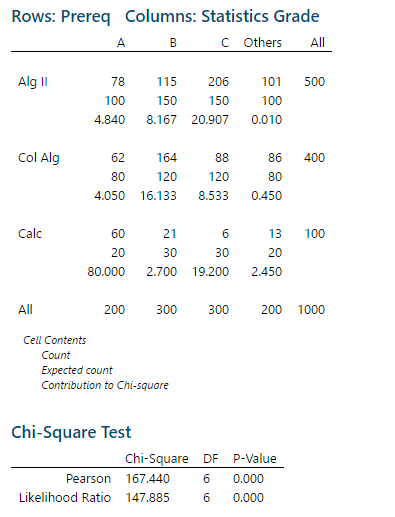 Rows: Prereq Columns: Statistics Grade
A B C Others All
Alg II 78 115 206 101 500
100 150 150 100
4.840 8.167 20.907 0.010
Col Alg 62 164 88 86 400
80 120 120 80
4.050 16.133 8.533 0.450
Calc 60 21 6 13 100
20 30 30 20
80.000 2.700 19.200 2.450
All 200 300 300 200 1000
Cell Contents
Count
Expected count
Contribution to Chi-square
Chi-Square Test
Chi-Square DF P-Value
Pearson 167.440 6 0.000
Likelihood Ratio 147.885 6 0.000